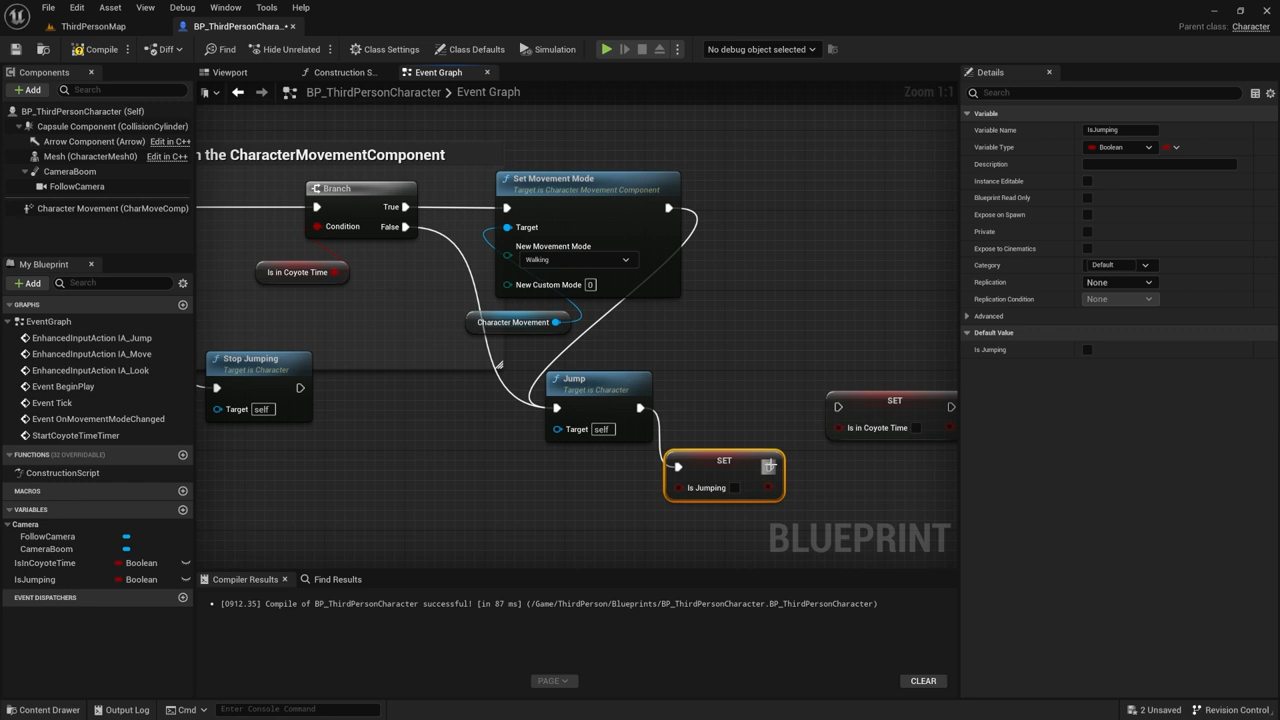 File Edit Asset View Debug Window Tools Help
ThirdPersonMap
BP_ThirdPersonChara...
Parent class: Character
Compile
Diff
Find
Hide Unrelated
Class Settings
Class Defaults
Simulation
No debug object selected
Components
Add
Search
BP_ThirdPersonCharacter (Self)
Capsule Component (CollisionCylinder)
Arrow Component (Arrow) Edit in C++
Mesh (CharacterMesh0) Edit in C++
CameraBoom
FollowCamera
Character Movement (CharMoveComp)
My Blueprint
Add
Search
GRAPHS
EventGraph
EnhancedInputAction IA_Jump
EnhancedInputAction IA_Move
EnhancedInputAction IA_Look
Event BeginPlay
Event Tick
Event OnMovementModeChanged
StartCoyoteTimeTimer
FUNCTIONS (32 OVERRIDABLE)
ConstructionScript
MACROS
VARIABLES
Camera
FollowCamera
CameraBoom
IsInCoyoteTime Boolean
IsJumping Boolean
EVENT DISPATCHERS
Viewport
Construction S...
Event Graph
BP_ThirdPersonCharacter > Event Graph
Zoom 1:1
n the CharacterMovementComponent
Branch
True
Condition False
Is in Coyote Time
Set Movement Mode
Target is Character Movement Component
Target
New Movement Mode
Walking
New Custom Mode 0
Character Movement
Stop Jumping
Target is Character
Target self
Jump
Target is Character
Target self
SET
Is in Coyote Time
SET
Is Jumping
BLUEPRINT
Compiler Results
Find Results
[0912.35] Compile of BP_ThirdPersonCharacter successful! [in 87 ms] (/Game/ThirdPerson/Blueprints/BP_ThirdPersonCharacter.BP_ThirdPersonCharacter)
PAGE
CLEAR
Details
Search
Variable
Variable Name IsJumping
Variable Type Boolean
Description
Instance Editable
Blueprint Read Only
Expose on Spawn
Private
Expose to Cinematics
Category Default
Replication None
Replication Condition None
Advanced
Default Value
Is Jumping
Content Drawer
Output Log
Cmd
Enter Console Command
2 Unsaved
Revision Control